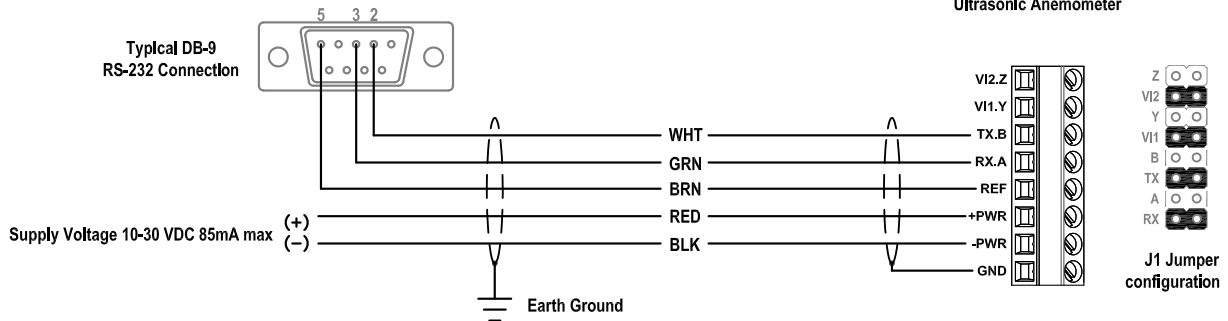 Ultrasonic Anemometer
5 3 2
Typical DB-9
RS-232 Connection
VI2.Z
VI1.Y
WHT TX.B
GRN RX.A
BRN REF
Supply Voltage 10-30 VDC 85mA max (+) RED +PWR
(−) BLK -PWR
GND
Earth Ground
Z
VI2
Y
VI1
B
TX
A
RX
J1 Jumper
configuration